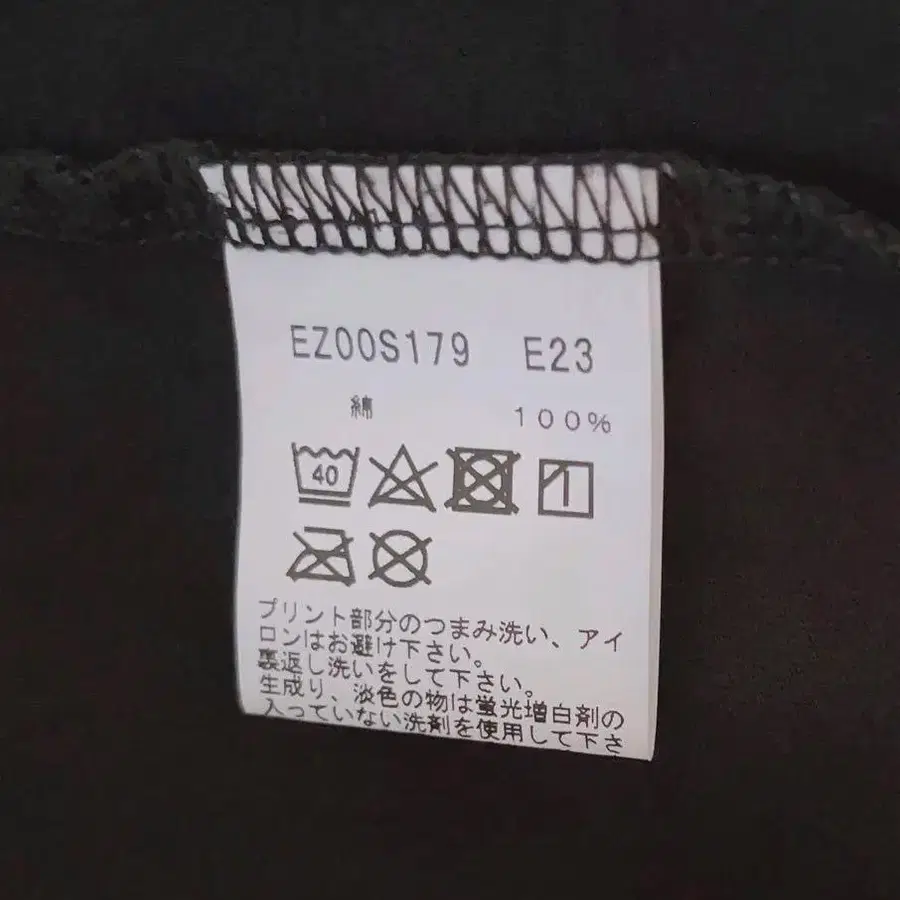 EZ00S179 E23
綿 100%
40
プリント部分のつまみ洗い、アイ
ロンはお避け下さい。
裏返し洗いをして下さい。
生成り、淡色の物は蛍光増白剤の
入っていない洗剤を使用して下さ